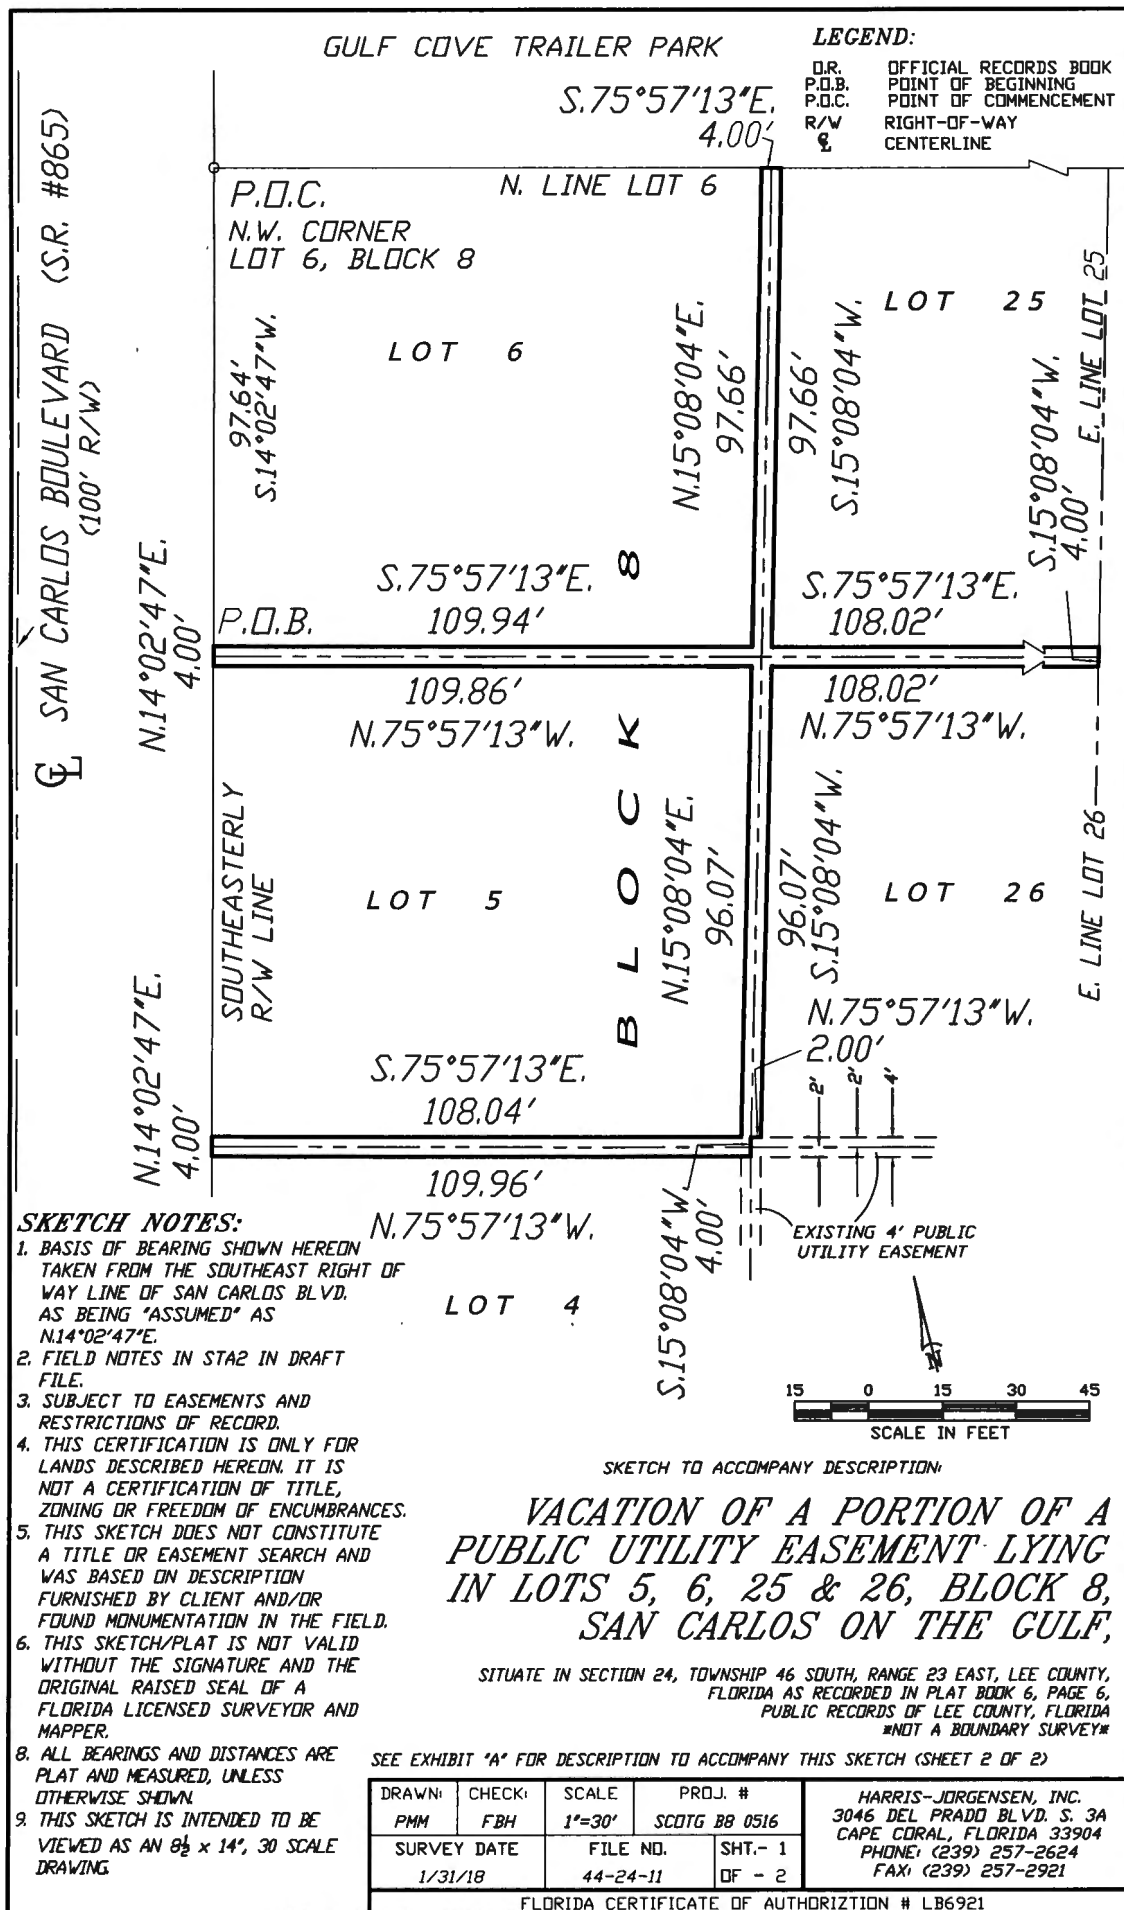 GULF COVE TRAILER PARK
LEGEND:
O.R. OFFICIAL RECORDS BOOK
P.O.B. POINT OF BEGINNING
P.O.C. POINT OF COMMENCEMENT
R/W RIGHT-OF-WAY
℄ CENTERLINE
S.75°57'13"E.
4.00'
N. LINE LOT 6
P.O.C.
N.W. CORNER
LOT 6, BLOCK 8
℄ SAN CARLOS BOULEVARD (S.R. #865)
(100' R/W)
LOT 6
LOT 25
97.64'
S.14°02'47"W.
N.15°08'04"E.
97.66'
97.66'
S.15°08'04"W.
E. LINE LOT 25
S.15°08'04"W.
4.00'
N.14°02'47"E.
4.00'
P.O.B.
S.75°57'13"E.
109.94'
S.75°57'13"E.
108.02'
109.86'
N.75°57'13"W.
108.02'
N.75°57'13"W.
BLOCK 8
SOUTHEASTERLY
R/W LINE
LOT 5
LOT 26
N.15°08'04"E.
96.07'
96.07'
S.15°08'04"W.
E. LINE LOT 26
N.75°57'13"W.
2.00'
N.14°02'47"E.
4.00'
S.75°57'13"E.
108.04'
2'
2'
4'
109.96'
N.75°57'13"W.
S.15°08'04"W.
4.00'
EXISTING 4' PUBLIC
UTILITY EASEMENT
LOT 4
N
15 0 15 30 45
SCALE IN FEET
SKETCH NOTES:
1. BASIS OF BEARING SHOWN HEREON
TAKEN FROM THE SOUTHEAST RIGHT OF
WAY LINE OF SAN CARLOS BLVD.
AS BEING "ASSUMED" AS
N.14°02'47"E.
2. FIELD NOTES IN STA2 IN DRAFT
FILE.
3. SUBJECT TO EASEMENTS AND
RESTRICTIONS OF RECORD.
4. THIS CERTIFICATION IS ONLY FOR
LANDS DESCRIBED HEREON. IT IS
NOT A CERTIFICATION OF TITLE,
ZONING OR FREEDOM OF ENCUMBRANCES.
5. THIS SKETCH DOES NOT CONSTITUTE
A TITLE OR EASEMENT SEARCH AND
WAS BASED ON DESCRIPTION
FURNISHED BY CLIENT AND/OR
FOUND MONUMENTATION IN THE FIELD.
6. THIS SKETCH/PLAT IS NOT VALID
WITHOUT THE SIGNATURE AND THE
ORIGINAL RAISED SEAL OF A
FLORIDA LICENSED SURVEYOR AND
MAPPER.
8. ALL BEARINGS AND DISTANCES ARE
PLAT AND MEASURED, UNLESS
OTHERWISE SHOWN.
9. THIS SKETCH IS INTENDED TO BE
VIEWED AS AN 8½ x 14", 30 SCALE
DRAWING.
SKETCH TO ACCOMPANY DESCRIPTION:
VACATION OF A PORTION OF A
PUBLIC UTILITY EASEMENT LYING
IN LOTS 5, 6, 25 & 26, BLOCK 8,
SAN CARLOS ON THE GULF,
SITUATE IN SECTION 24, TOWNSHIP 46 SOUTH, RANGE 23 EAST, LEE COUNTY,
FLORIDA AS RECORDED IN PLAT BOOK 6, PAGE 6,
PUBLIC RECORDS OF LEE COUNTY, FLORIDA
*NOT A BOUNDARY SURVEY*
SEE EXHIBIT "A" FOR DESCRIPTION TO ACCOMPANY THIS SKETCH (SHEET 2 OF 2)
DRAWN: CHECK: SCALE PROJ. #
PMM FBH 1"=30' SCOTG B8 0516
SURVEY DATE FILE NO. SHT.- 1
1/31/18 44-24-11 OF - 2
HARRIS-JORGENSEN, INC.
3046 DEL PRADO BLVD. S. 3A
CAPE CORAL, FLORIDA 33904
PHONE: (239) 257-2624
FAX: (239) 257-2921
FLORIDA CERTIFICATE OF AUTHORIZTION # LB6921